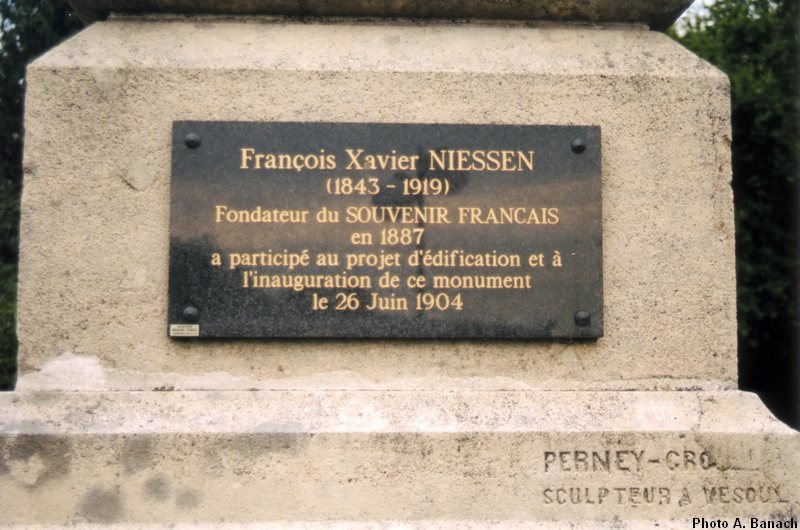 François Xavier NIESSEN
(1843 - 1919)
Fondateur du SOUVENIR FRANCAIS
en 1887
a participé au projet d'édification et à
l'inauguration de ce monument
le 26 Juin 1904
SCULPTEUR A VESOUL
Photo A. Banach